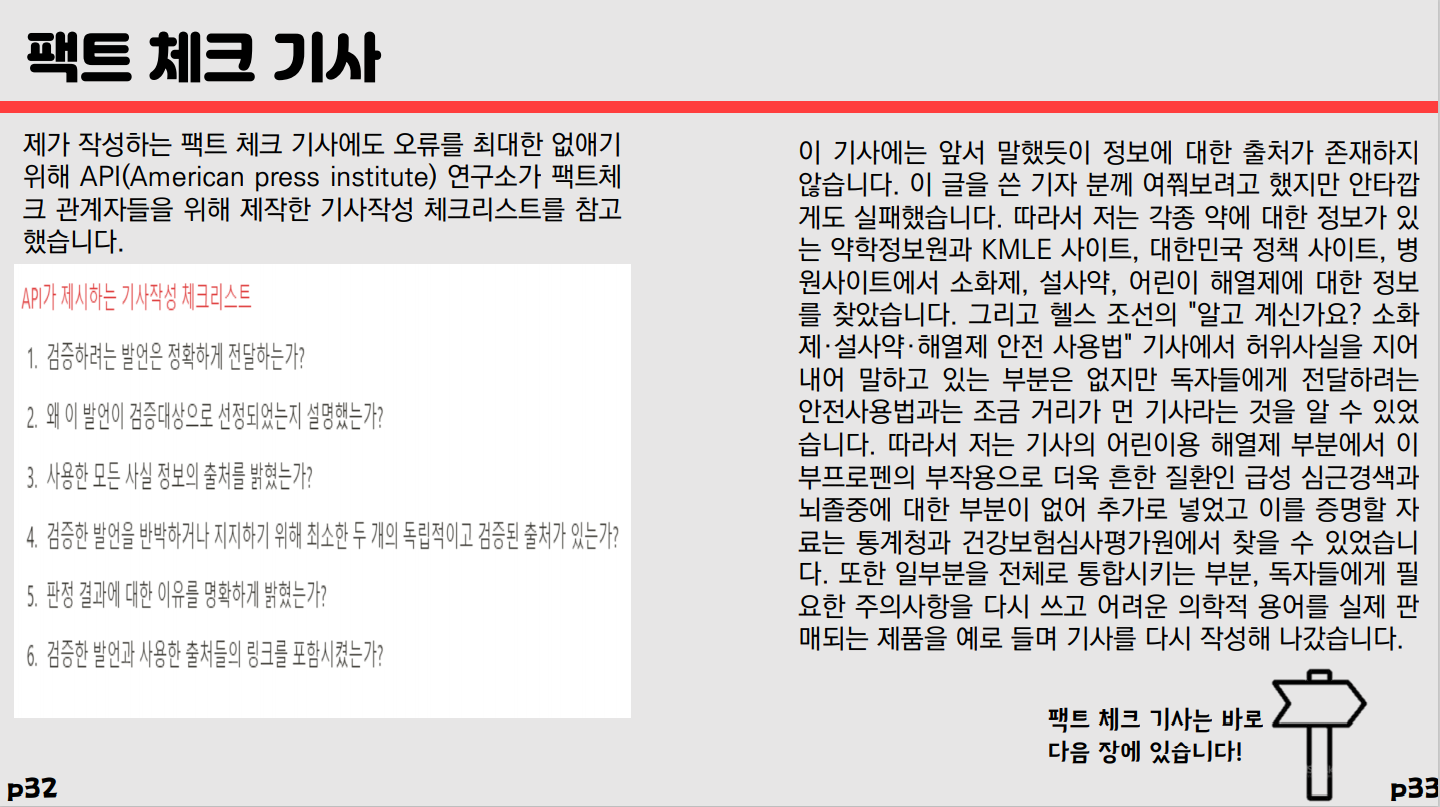 팩트 체크 기사
제가 작성하는 팩트 체크 기사에도 오류를 최대한 없애기
위해 API(American press institute) 연구소가 팩트체
크 관계자들을 위해 제작한 기사작성 체크리스트를 참고
했습니다.
API가 제시하는 기사작성 체크리스트
1. 검증하려는 발언은 정확하게 전달하는가?
2. 왜 이 발언이 검증대상으로 선정되었는지 설명했는가?
3. 사용한 모든 사실 정보의 출처를 밝혔는가?
4. 검증한 발언을 반박하거나 지지하기 위해 최소한 두 개의 독립적이고 검증된 출처가 있는가?
5. 판정 결과에 대한 이유를 명확하게 밝혔는가?
6. 검증한 발언과 사용한 출처들의 링크를 포함시켰는가?
p32
이 기사에는 앞서 말했듯이 정보에 대한 출처가 존재하지
않습니다. 이 글을 쓴 기자 분께 여쭤보려고 했지만 안타깝
게도 실패했습니다. 따라서 저는 각종 약에 대한 정보가 있
는 약학정보원과 KMLE 사이트, 대한민국 정책 사이트, 병
원사이트에서 소화제, 설사약, 어린이 해열제에 대한 정보
를 찾았습니다. 그리고 헬스 조선의 "알고 계신가요? 소화
제·설사약·해열제 안전 사용법" 기사에서 허위사실을 지어
내어 말하고 있는 부분은 없지만 독자들에게 전달하려는
안전사용법과는 조금 거리가 먼 기사라는 것을 알 수 있었
습니다. 따라서 저는 기사의 어린이용 해열제 부분에서 이
부프로펜의 부작용으로 더욱 흔한 질환인 급성 심근경색과
뇌졸중에 대한 부분이 없어 추가로 넣었고 이를 증명할 자
료는 통계청과 건강보험심사평가원에서 찾을 수 있었습니
다. 또한 일부분을 전체로 통합시키는 부분, 독자들에게 필
요한 주의사항을 다시 쓰고 어려운 의학적 용어를 실제 판
매되는 제품을 예로 들며 기사를 다시 작성해 나갔습니다.
팩트 체크 기사는 바로
다음 장에 있습니다!
p33